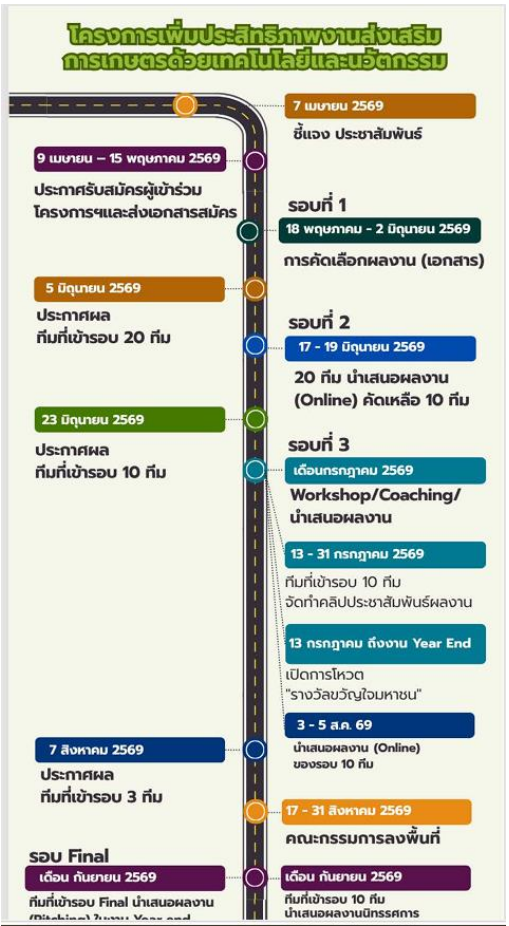 โครงการเพิ่มประสิทธิภาพงานส่งเสริม
การเกษตรด้วยเทคโนโลยีและนวัตกรรม
7 เมษายน 2569
ชี้แจง ประชาสัมพันธ์
9 เมษายน – 15 พฤษภาคม 2569
ประกาศรับสมัครผู้เข้าร่วม
โครงการฯและส่งเอกสารสมัคร
รอบที่ 1
18 พฤษภาคม - 2 มิถุนายน 2569
การคัดเลือกผลงาน (เอกสาร)
5 มิถุนายน 2569
ประกาศผล
ทีมที่เข้ารอบ 20 ทีม
รอบที่ 2
17 - 19 มิถุนายน 2569
20 ทีม นำเสนอผลงาน
(Online) คัดเหลือ 10 ทีม
23 มิถุนายน 2569
ประกาศผล
ทีมที่เข้ารอบ 10 ทีม
รอบที่ 3
เดือนกรกฎาคม 2569
Workshop/Coaching/
นำเสนอผลงาน
13 - 31 กรกฎาคม 2569
ทีมที่เข้ารอบ 10 ทีม
จัดทำคลิปประชาสัมพันธ์ผลงาน
13 กรกฎาคม ถึงงาน Year End
เปิดการโหวต
"รางวัลขวัญใจมหาชน"
3 - 5 ส.ค. 69
นำเสนอผลงาน (Online)
ของรอบ 10 ทีม
7 สิงหาคม 2569
ประกาศผล
ทีมที่เข้ารอบ 3 ทีม
17 - 31 สิงหาคม 2569
คณะกรรมการลงพื้นที่
รอบ Final
เดือน กันยายน 2569
ทีมที่เข้ารอบ Final นำเสนอผลงาน
(Pitching) ในงาน Year end
เดือน กันยายน 2569
ทีมที่เข้ารอบ 10 ทีม
นำเสนอผลงานนิทรรศการ